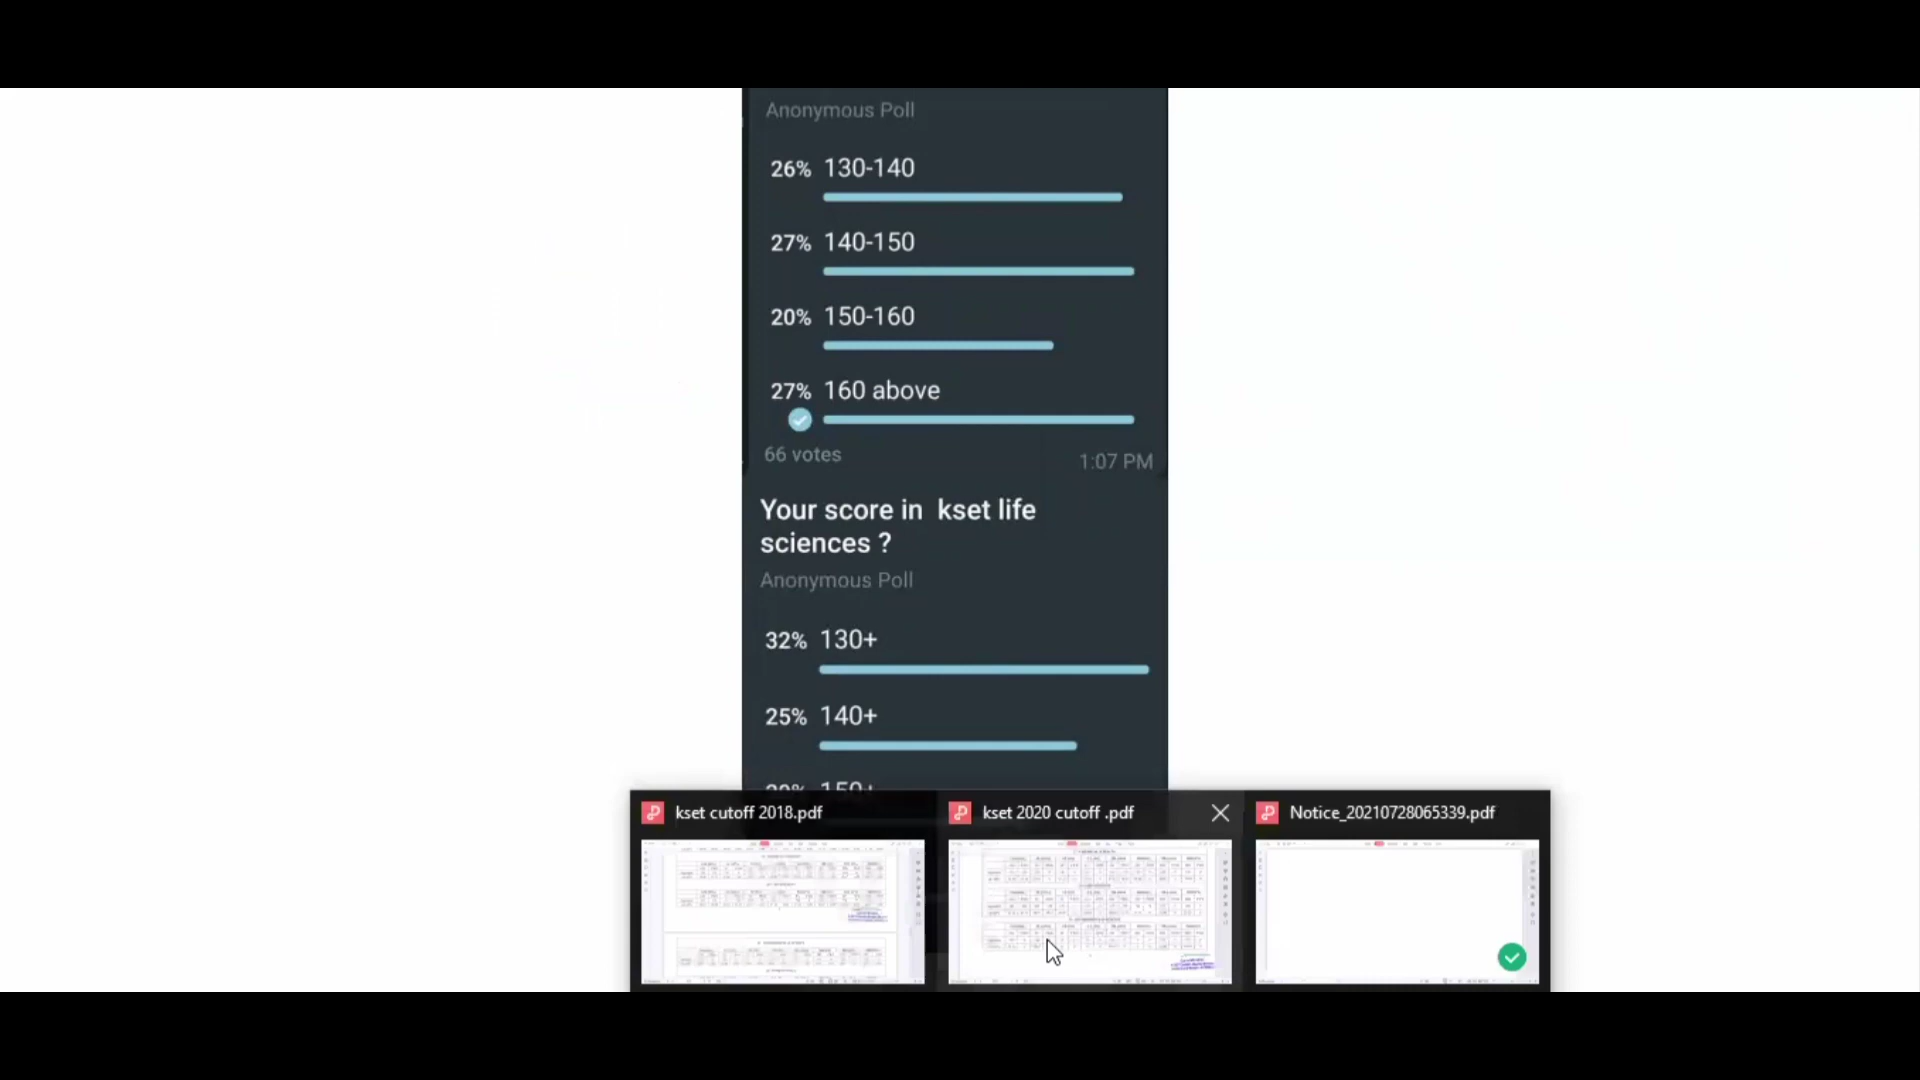 Anonymous Poll
26% 130-140
27% 140-150
20% 150-160
27% 160 above
66 votes 1:07 PM
Your score in kset life
sciences ?
Anonymous Poll
32% 130+
25% 140+
150+
kset cutoff 2018.pdf
kset 2020 cutoff .pdf
Notice_20210728065339.pdf